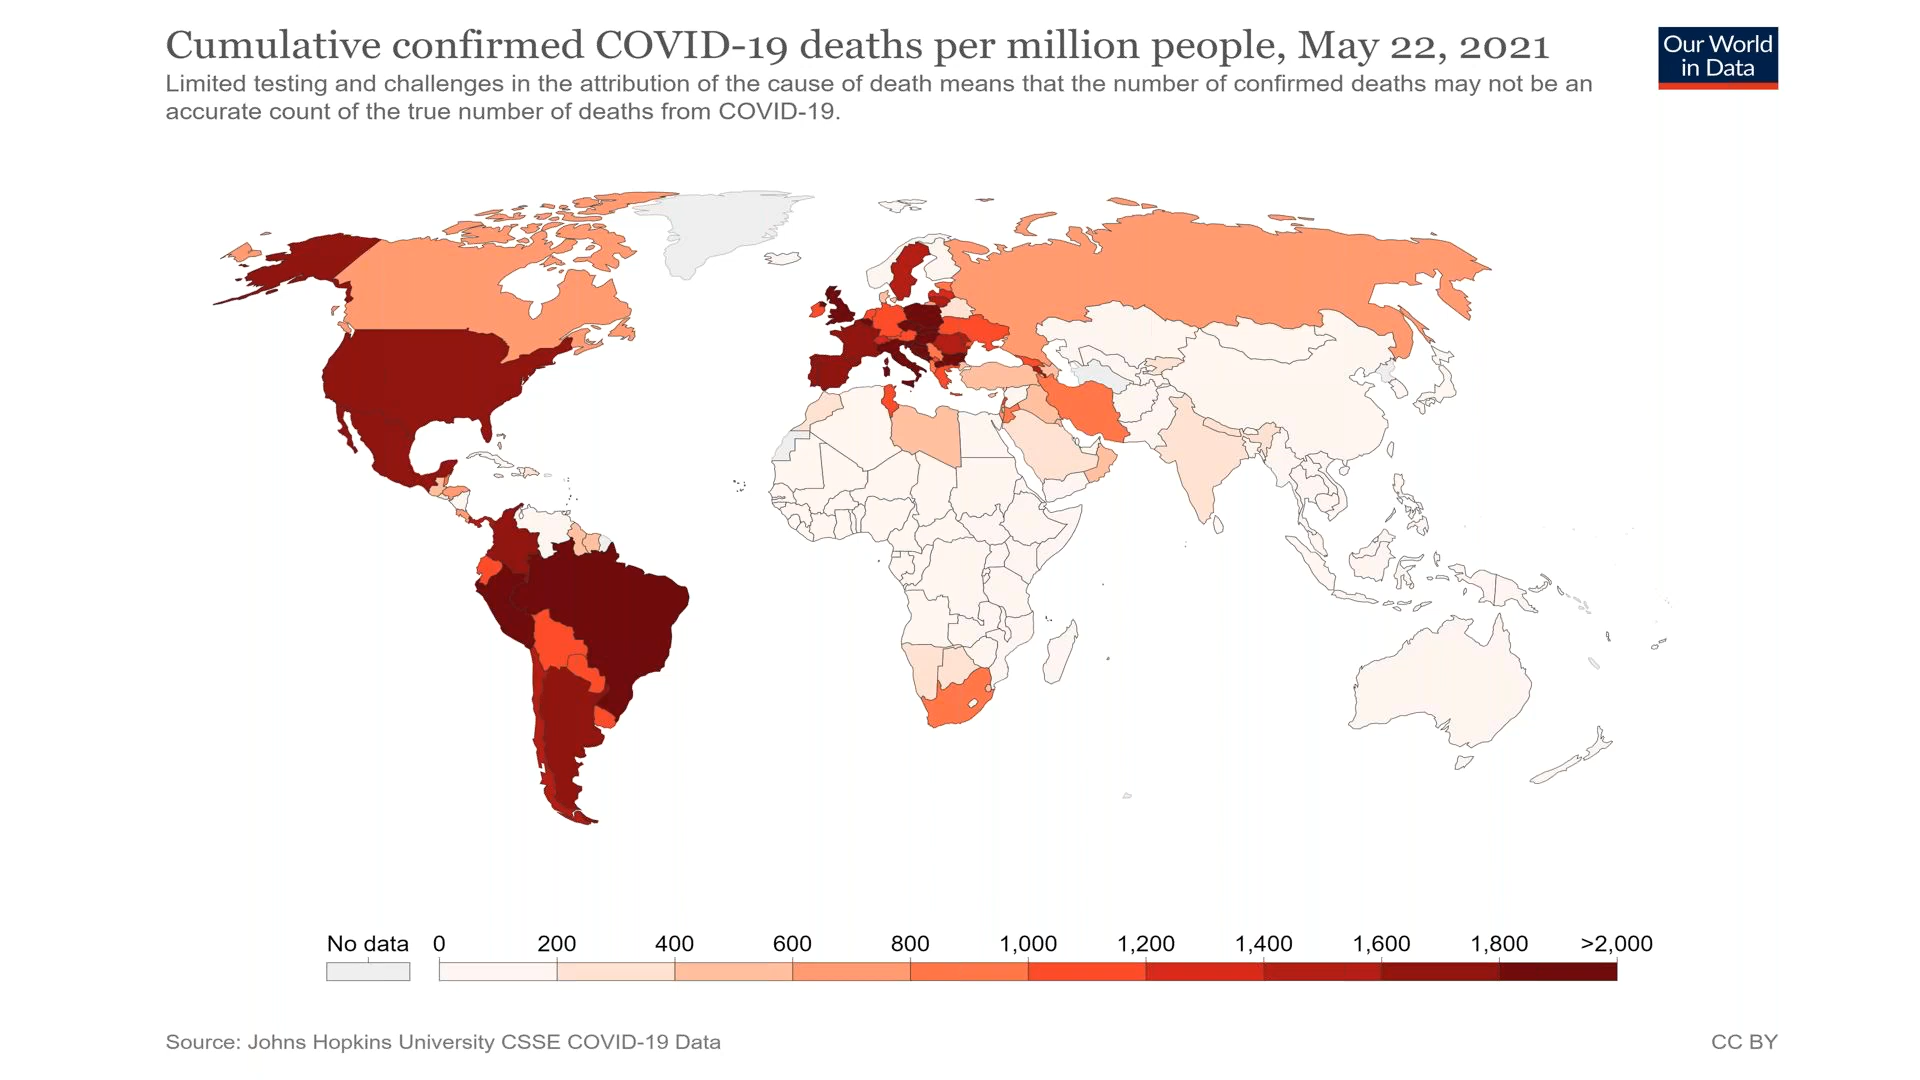 Cumulative confirmed COVID-19 deaths per million people, May 22, 2021
Our World
in Data
Limited testing and challenges in the attribution of the cause of death means that the number of confirmed deaths may not be an
accurate count of the true number of deaths from COVID-19.
No data 0 200 400 600 800 1,000 1,200 1,400 1,600 1,800 >2,000
Source: Johns Hopkins University CSSE COVID-19 Data
CC BY